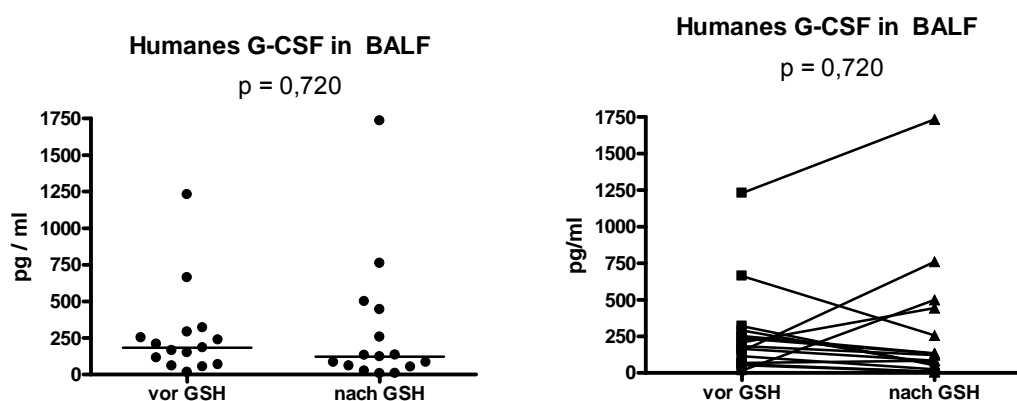 Humanes G-CSF in BALF
p = 0,720
pg / ml
1750
1500
1250
1000
750
500
250
0
vor GSH
nach GSH
Humanes G-CSF in BALF
p = 0,720
pg/ml
1750
1500
1250
1000
750
500
250
0
vor GSH
nach GSH